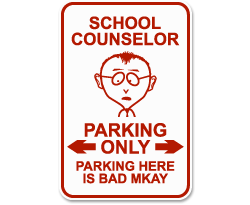 SCHOOL
COUNSELOR
PARKING
ONLY
PARKING HERE
IS BAD MKAY